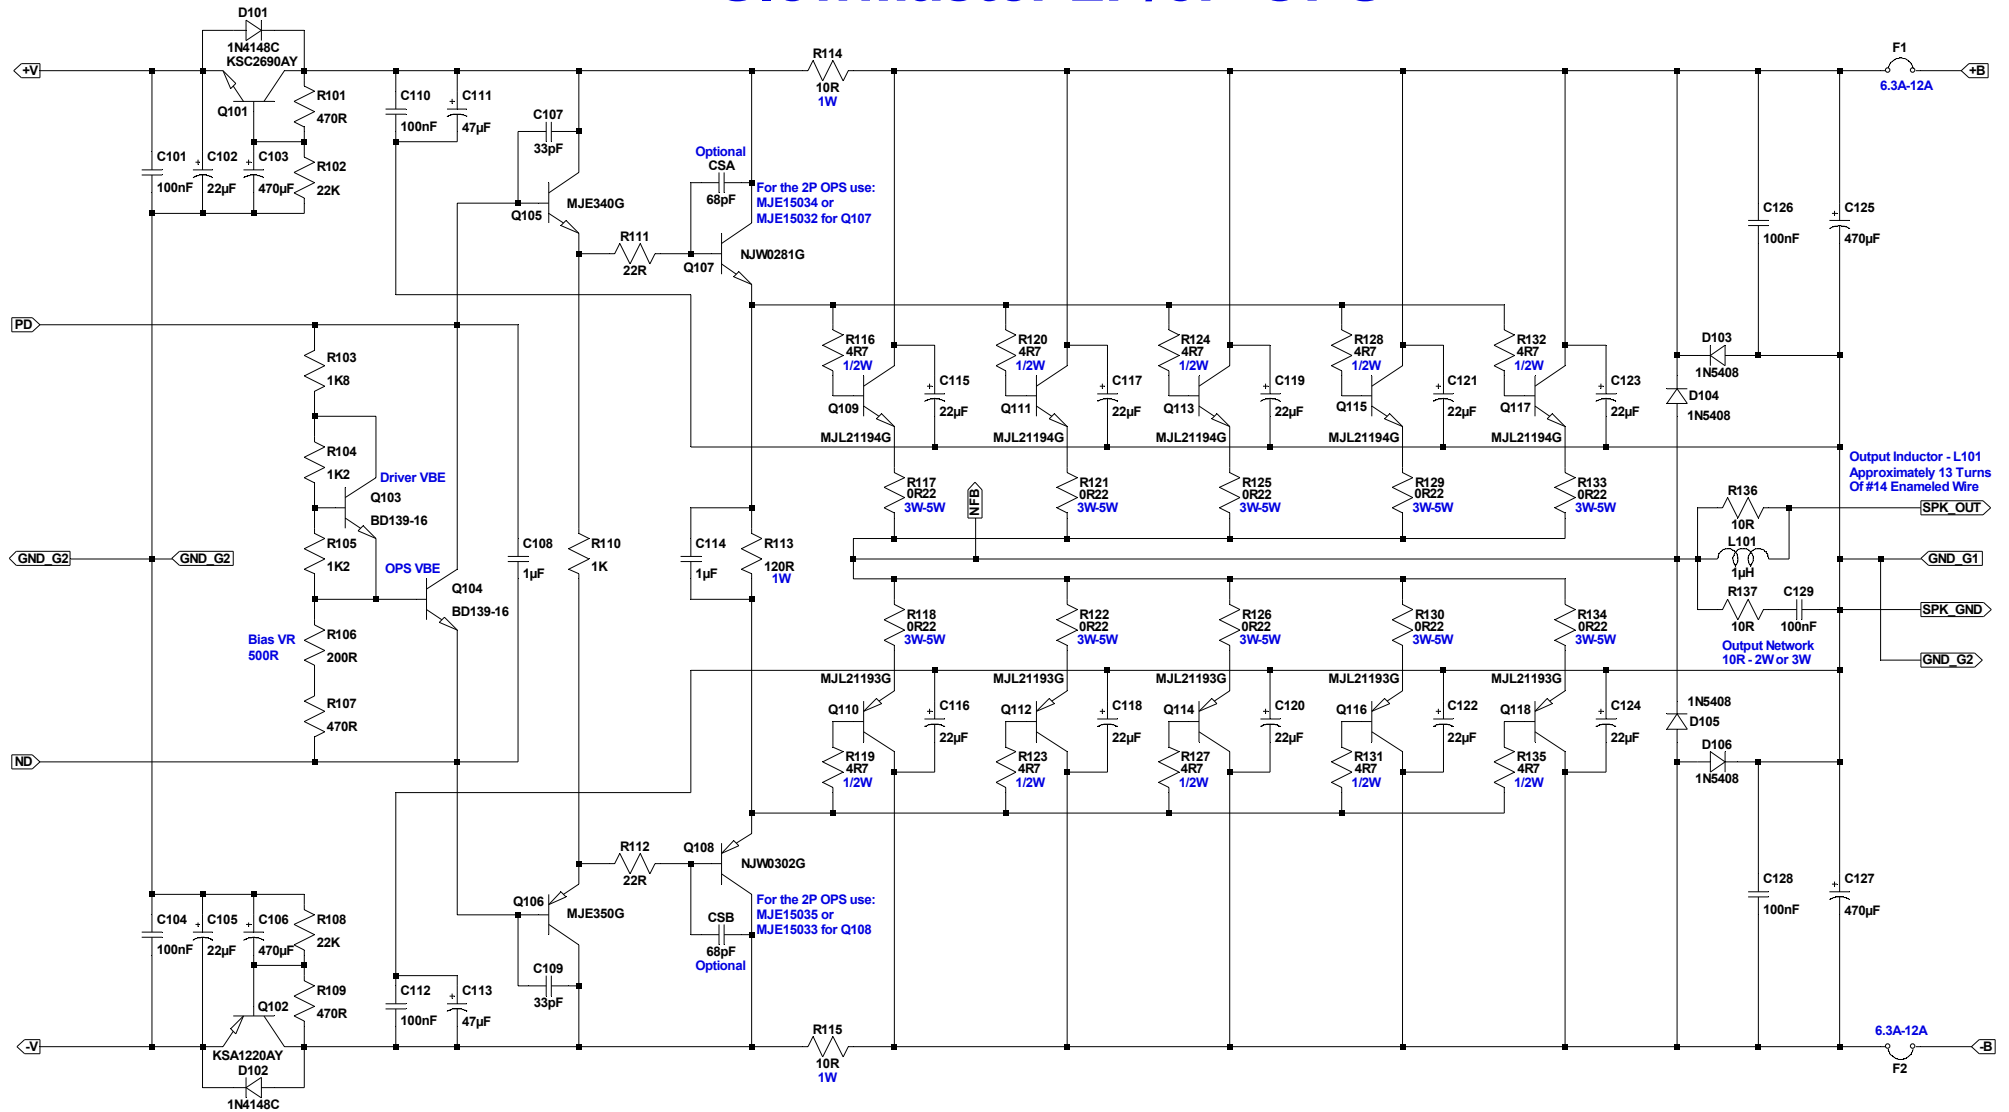 D101
1N4148C
KSC2690AY
+V
Q101
R101
470R
R102
22K
C101
100nF
C102
+
22µF
C103
+
470µF
C110
100nF
C111
+
47µF
C107
33pF
Q105
MJE340G
R111
22R
Optional
CSA
68pF
For the 2P OPS use:
MJE15034 or
MJE15032 for Q107
Q107
NJW0281G
R114
10R
1W
F1
6.3A-12A
+B
C126
100nF
C125
+
470µF
PD
R103
1K8
R104
1K2
Driver VBE
Q103
BD139-16
R105
1K2
OPS VBE
Q104
BD139-16
Bias VR
500R
R106
200R
R107
470R
ND
GND_G2
GND_G2
C108
1µF
R110
1K
C114
1µF
R113
120R
1W
R116
4R7
1/2W
Q109
MJL21194G
C115
+
22µF
R117
0R22
3W-5W
R120
4R7
1/2W
Q111
MJL21194G
C117
+
22µF
R121
0R22
3W-5W
R124
4R7
1/2W
Q113
MJL21194G
C119
+
22µF
R125
0R22
3W-5W
R128
4R7
1/2W
Q115
MJL21194G
C121
+
22µF
R129
0R22
3W-5W
R132
4R7
1/2W
Q117
MJL21194G
C123
+
22µF
R133
0R22
3W-5W
NFB
D103
1N5408
D104
1N5408
Output Inductor - L101
Approximately 13 Turns
Of #14 Enameled Wire
R136
10R
L101
1µH
R137
10R
C129
100nF
Output Network
10R - 2W or 3W
SPK_OUT
GND_G1
SPK_GND
GND_G2
R118
0R22
3W-5W
MJL21193G
Q110
C116
+
22µF
R119
4R7
1/2W
R122
0R22
3W-5W
MJL21193G
Q112
C118
+
22µF
R123
4R7
1/2W
R126
0R22
3W-5W
MJL21193G
Q114
C120
+
22µF
R127
4R7
1/2W
R130
0R22
3W-5W
MJL21193G
Q116
C122
+
22µF
R131
4R7
1/2W
R134
0R22
3W-5W
MJL21193G
Q118
C124
+
22µF
R135
4R7
1/2W
1N5408
D105
D106
1N5408
C128
100nF
C127
+
470µF
R112
22R
Q108
NJW0302G
Q106
MJE350G
For the 2P OPS use:
MJE15035 or
MJE15033 for Q108
CSB
68pF
Optional
C109
33pF
C104
100nF
C105
+
22µF
C106
+
470µF
R108
22K
R109
470R
Q102
C112
100nF
C113
+
47µF
-V
KSA1220AY
D102
1N4148C
R115
10R
1W
6.3A-12A
F2
-B